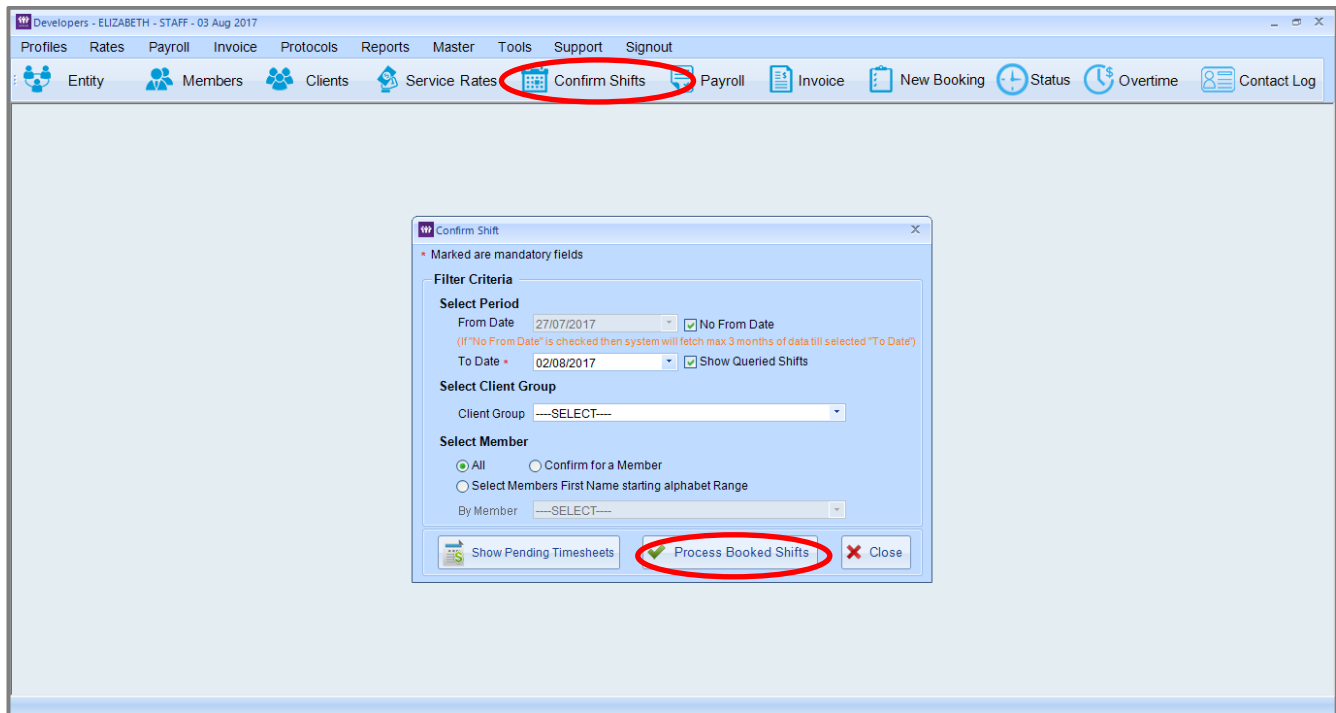 Developers - ELIZABETH - STAFF - 03 Aug 2017
Profiles Rates Payroll Invoice Protocols Reports Master Tools Support Signout
Entity Members Clients Service Rates Confirm Shifts Payroll Invoice New Booking Status Overtime Contact Log
Confirm Shift
* Marked are mandatory fields
Filter Criteria
Select Period
From Date 27/07/2017 No From Date
(If "No From Date" is checked then system will fetch max 3 months of data till selected "To Date")
To Date * 02/08/2017 Show Queried Shifts
Select Client Group
Client Group ----SELECT----
Select Member
All Confirm for a Member
Select Members First Name starting alphabet Range
By Member ----SELECT----
Show Pending Timesheets Process Booked Shifts Close